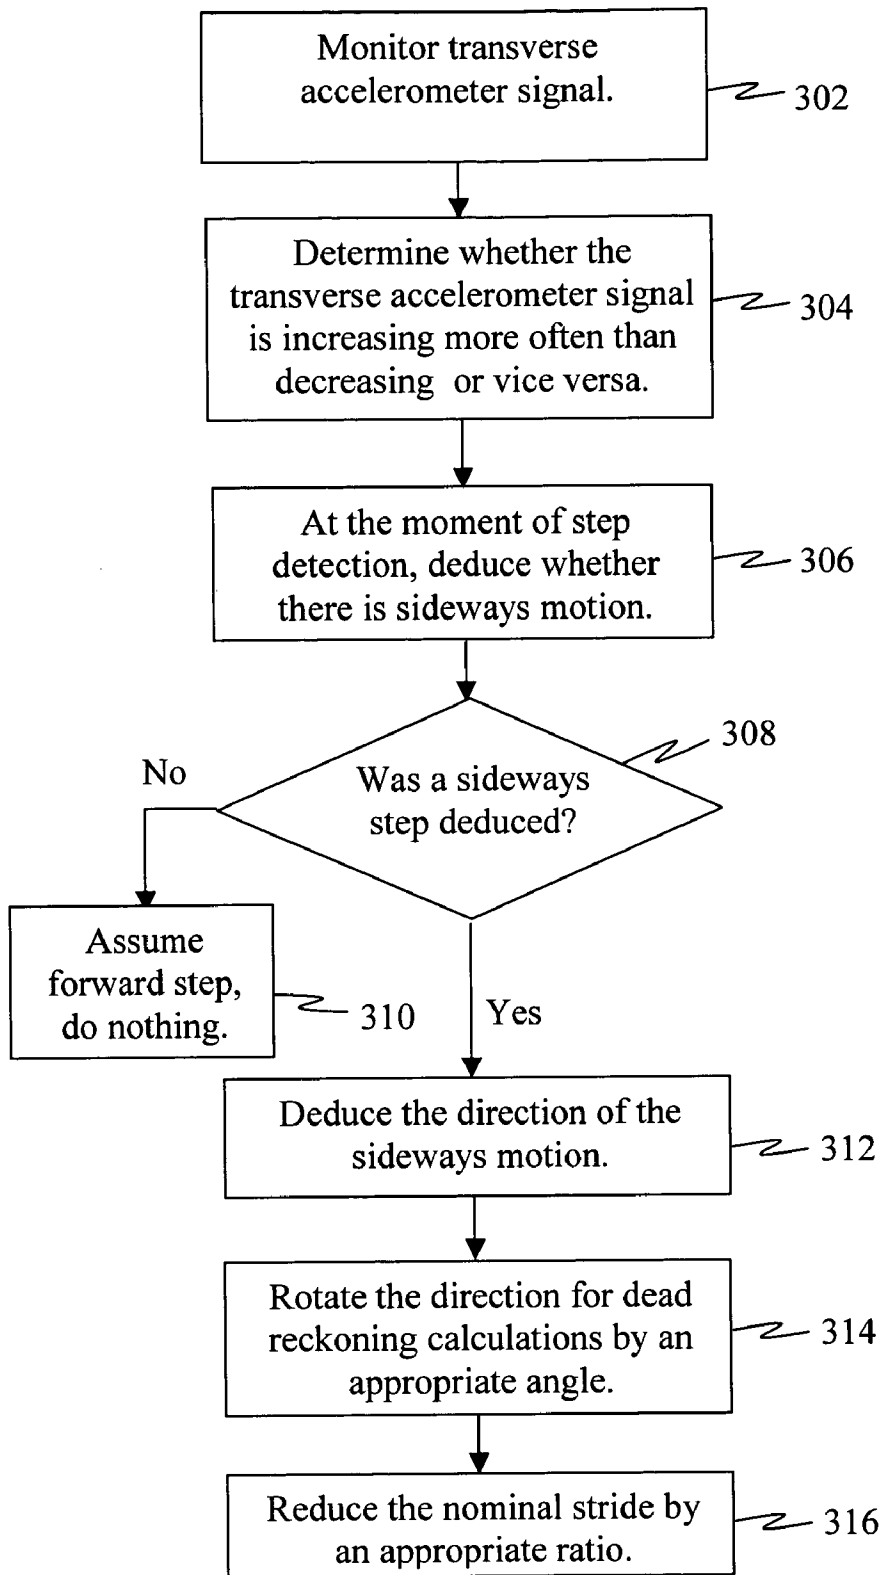 Monitor transverse
accelerometer signal.
302
Determine whether the
transverse accelerometer signal
is increasing more often than
decreasing or vice versa.
304
At the moment of step
detection, deduce whether
there is sideways motion.
306
308
Was a sideways
step deduced?
No
Assume
forward step,
do nothing.
310
Yes
Deduce the direction of the
sideways motion.
312
Rotate the direction for dead
reckoning calculations by an
appropriate angle.
314
Reduce the nominal stride by
an appropriate ratio.
316